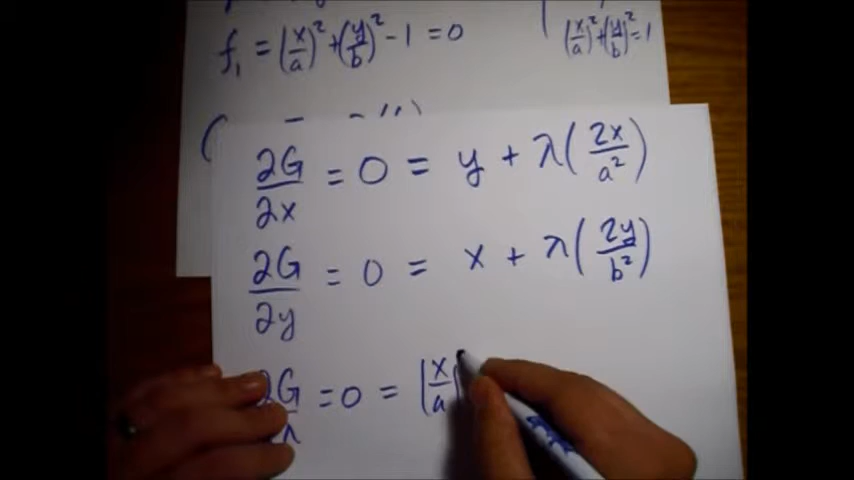 f₁ = (x/a)² + (y/b)² - 1 = 0
(x/a)² + (y/b)² = 1
∂G/∂x = 0 = y + λ(2x/a²)
∂G/∂y = 0 = x + λ(2y/b²)
∂G/λ = 0 = (x/a)